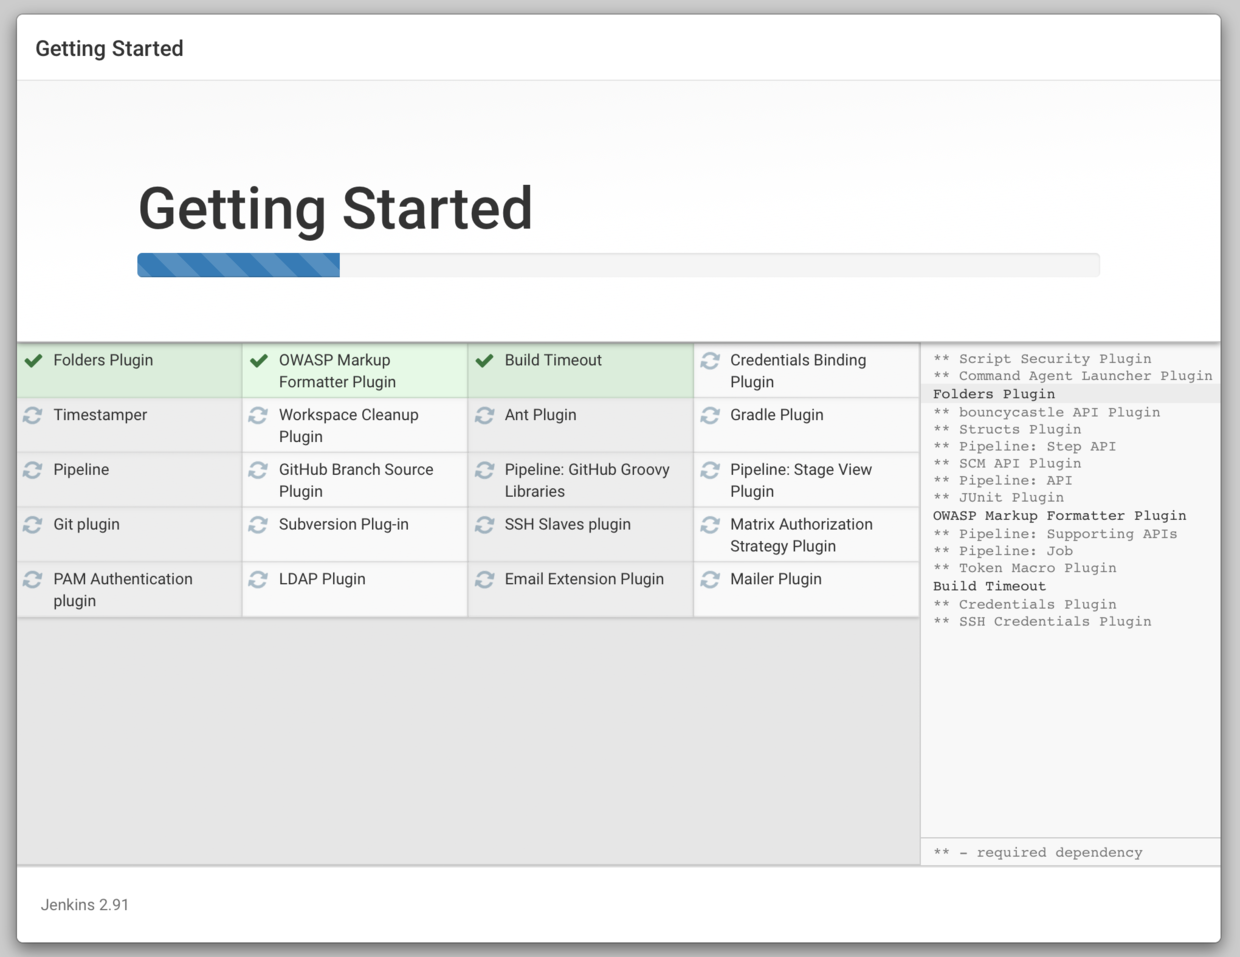 Getting Started
Getting Started
Folders Plugin
OWASP Markup
Formatter Plugin
Build Timeout
Credentials Binding
Plugin
Timestamper
Workspace Cleanup
Plugin
Ant Plugin
Gradle Plugin
Pipeline
GitHub Branch Source
Plugin
Pipeline: GitHub Groovy
Libraries
Pipeline: Stage View
Plugin
Git plugin
Subversion Plug-in
SSH Slaves plugin
Matrix Authorization
Strategy Plugin
PAM Authentication
plugin
LDAP Plugin
Email Extension Plugin
Mailer Plugin
** Script Security Plugin
** Command Agent Launcher Plugin
Folders Plugin
** bouncycastle API Plugin
** Structs Plugin
** Pipeline: Step API
** SCM API Plugin
** Pipeline: API
** JUnit Plugin
OWASP Markup Formatter Plugin
** Pipeline: Supporting APIs
** Pipeline: Job
** Token Macro Plugin
Build Timeout
** Credentials Plugin
** SSH Credentials Plugin
** – required dependency
Jenkins 2.91